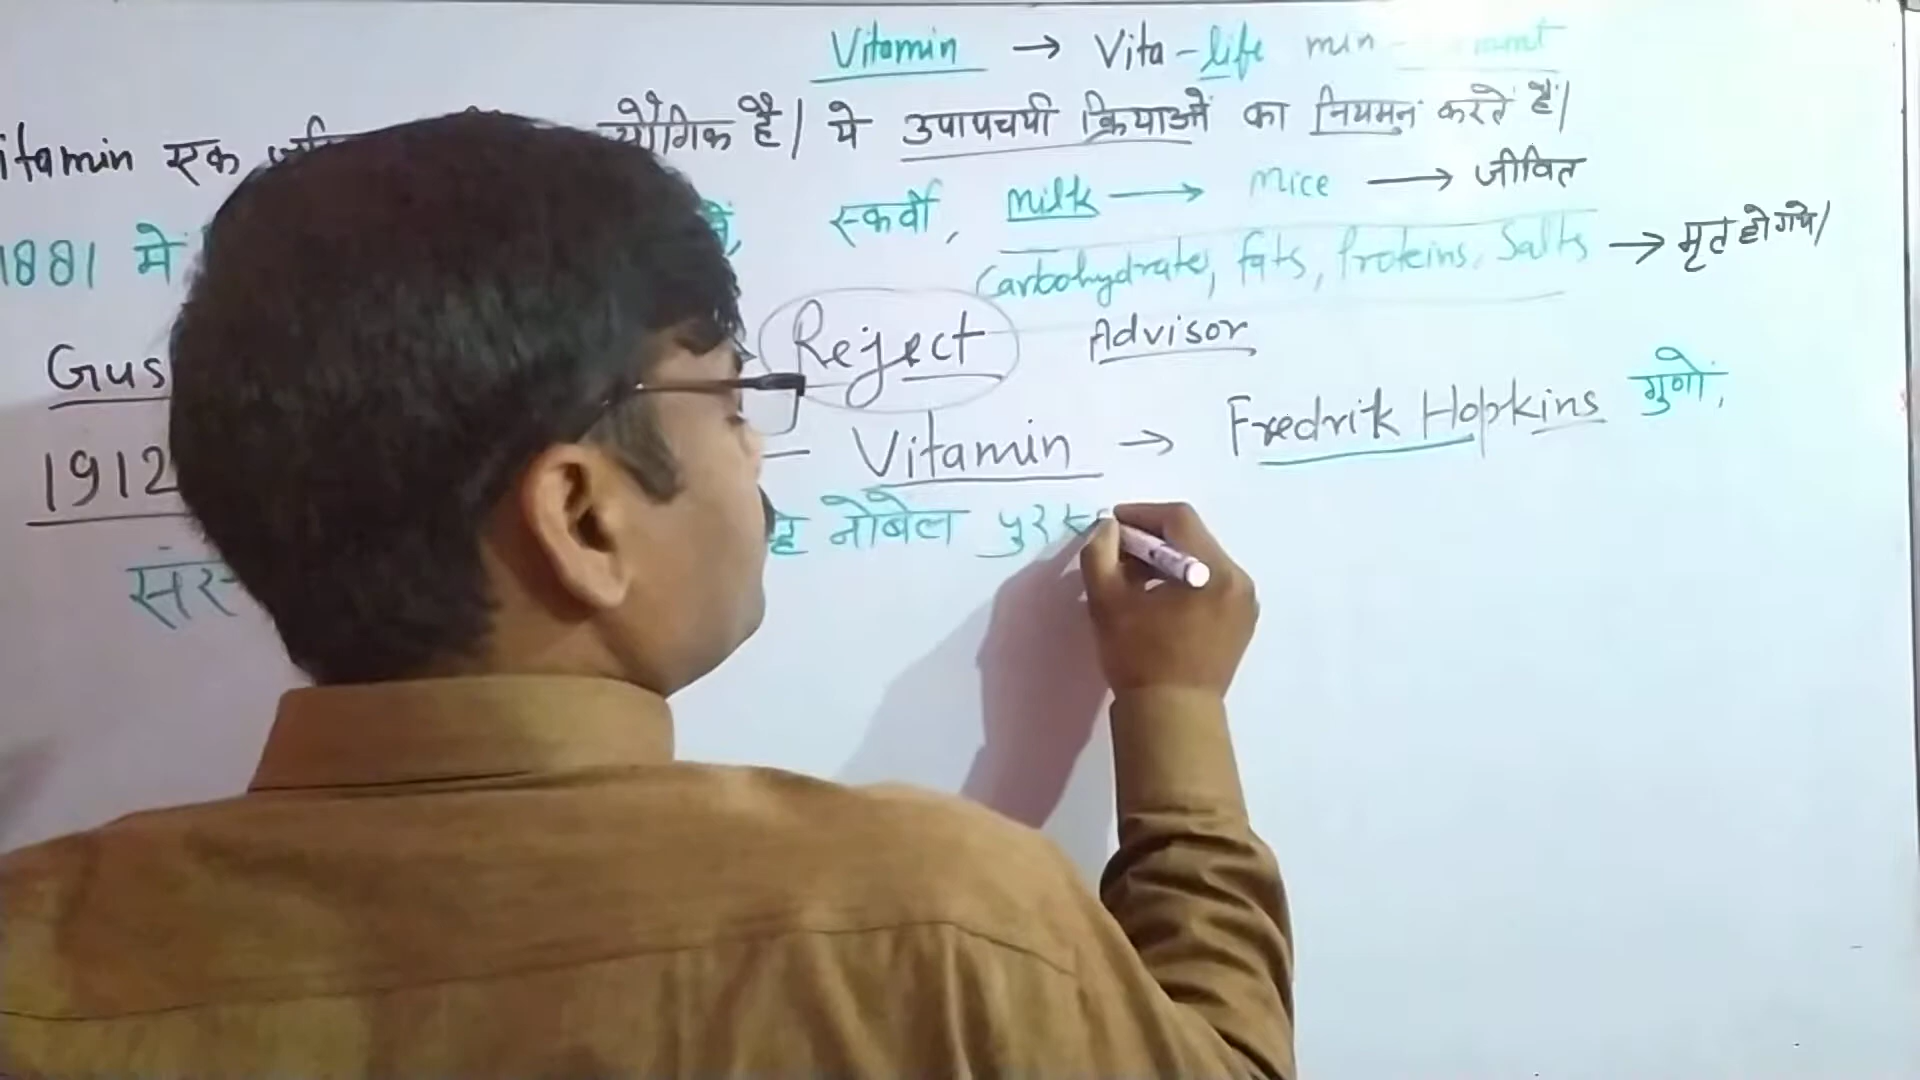 Vitamin → Vita - life min -
itamin एक यौगिक है। ये उपापचयी क्रियाओं का नियमन करते हैं।
1881 में स्कर्वी, milk → mice → जीवित
Carbohydrate, fats, Proteins, Salts → मृत हो गये।
Gus Reject Advisor
1912 — Vitamin → Fredrik Hopkins गुणों,
नोबेल